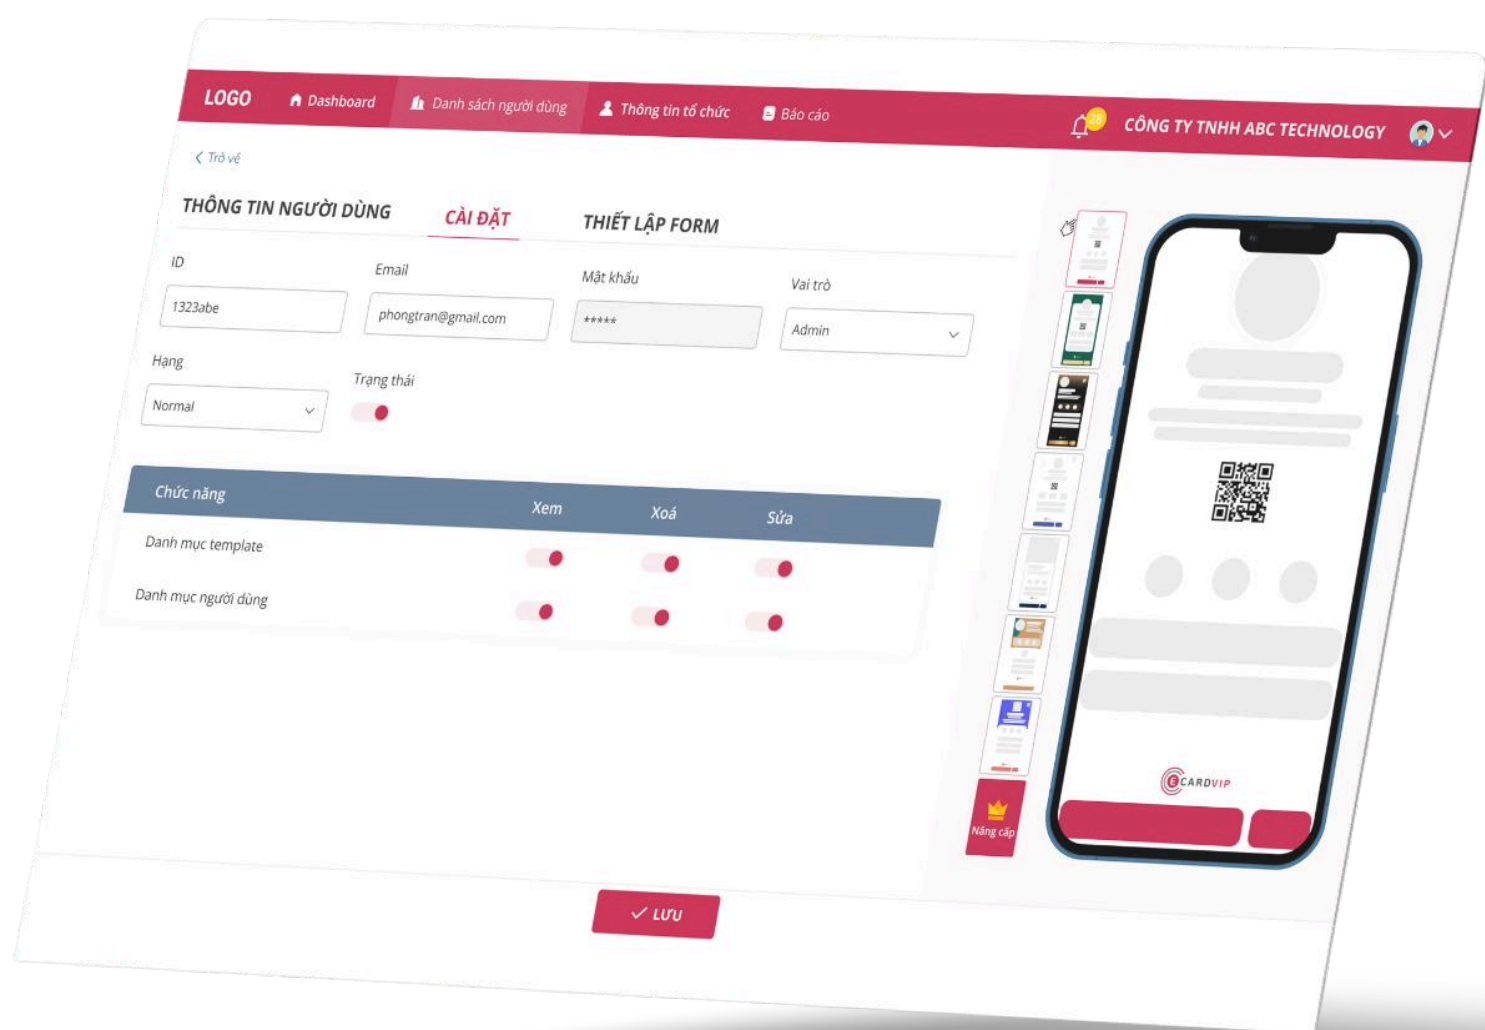 LOGO
Dashboard
Danh sách người dùng
Thông tin tổ chức
Báo cáo
28
CÔNG TY TNHH ABC TECHNOLOGY
Trở về
THÔNG TIN NGƯỜI DÙNG
CÀI ĐẶT
THIẾT LẬP FORM
ID
Email
Mật khẩu
Vai trò
1323abe
phongtran@gmail.com
*****
Admin
Hạng
Trạng thái
Normal
Chức năng
Xem
Xoá
Sửa
Danh mục template
Danh mục người dùng
Nâng cấp
ECARDVIP
LƯU